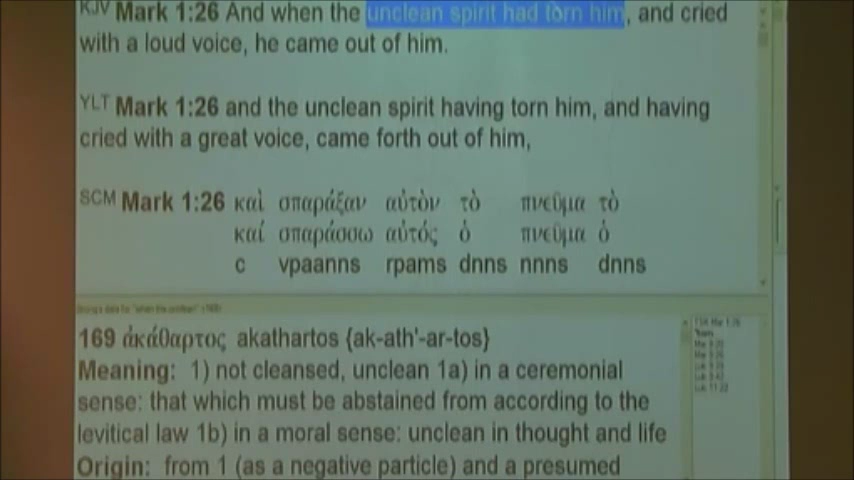 KJV Mark 1:26 And when the unclean spirit had torn him, and cried
with a loud voice, he came out of him.
YLT Mark 1:26 and the unclean spirit having torn him, and having
cried with a great voice, came forth out of him,
SCM Mark 1:26 καὶ σπαράξαν αὐτὸν τὸ πνεῦμα τὸ
καί σπαράσσω αὐτός ὁ πνεῦμα ὁ
c vpaanns rpams dnns nnns dnns
169 ἀκάθαρτος akathartos {ak-ath'-ar-tos}
Meaning: 1) not cleansed, unclean 1a) in a ceremonial
sense: that which must be abstained from according to the
levitical law 1b) in a moral sense: unclean in thought and life
Origin: from 1 (as a negative particle) and a presumed